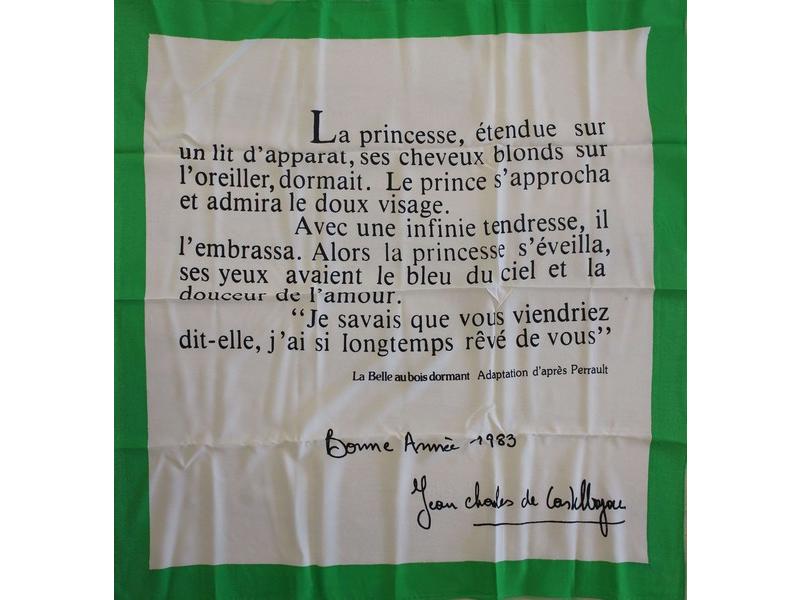 La princesse, étendue sur
un lit d'apparat, ses cheveux blonds sur
l'oreiller, dormait. Le prince s'approcha
et admira le doux visage.
Avec une infinie tendresse, il
l'embrassa. Alors la princesse s'éveilla,
ses yeux avaient le bleu du ciel et la
douceur de l'amour.
“Je savais que vous viendriez
dit-elle, j'ai si longtemps rêvé de vous”
La Belle au bois dormant Adaptation d'après Perrault
Bonne Année 1983
Jean Charles de Castelbajac